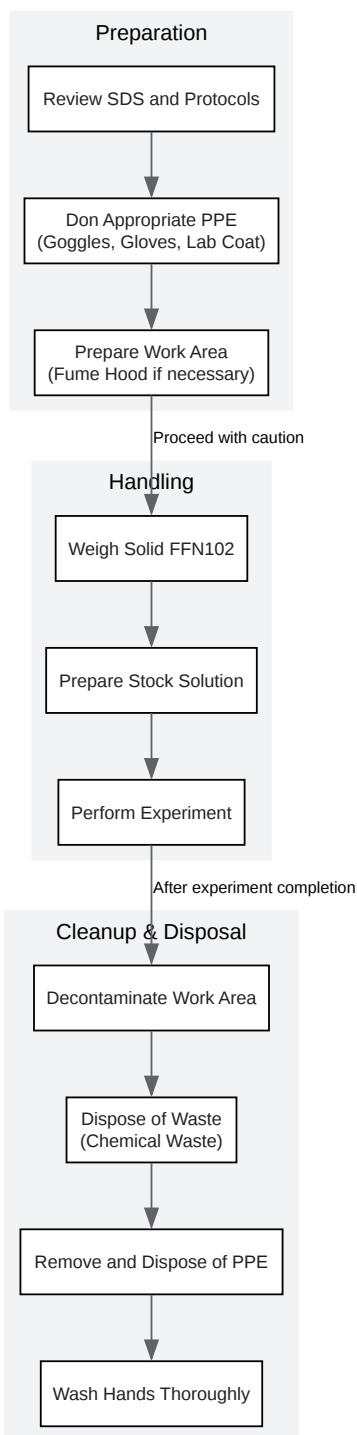 Preparation
Review SDS and Protocols
Don Appropriate PPE
(Goggles, Gloves, Lab Coat)
Prepare Work Area
(Fume Hood if necessary)
Proceed with caution
Handling
Weigh Solid FFN102
Prepare Stock Solution
Perform Experiment
After experiment completion
Cleanup & Disposal
Decontaminate Work Area
Dispose of Waste
(Chemical Waste)
Remove and Dispose of PPE
Wash Hands Thoroughly